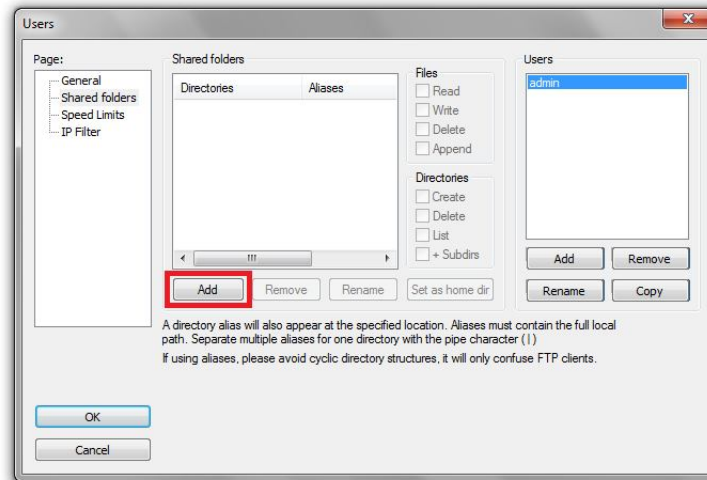 Users
Page:
General
Shared folders
Speed Limits
IP Filter
Shared folders
Directories Aliases
Files
Read
Write
Delete
Append
Directories
Create
Delete
List
+ Subdirs
Add Remove Rename Set as home dir
Users
admin
Add Remove
Rename Copy
A directory alias will also appear at the specified location. Aliases must contain the full local
path. Separate multiple aliases for one directory with the pipe character ( | )
If using aliases, please avoid cyclic directory structures, it will only confuse FTP clients.
OK
Cancel